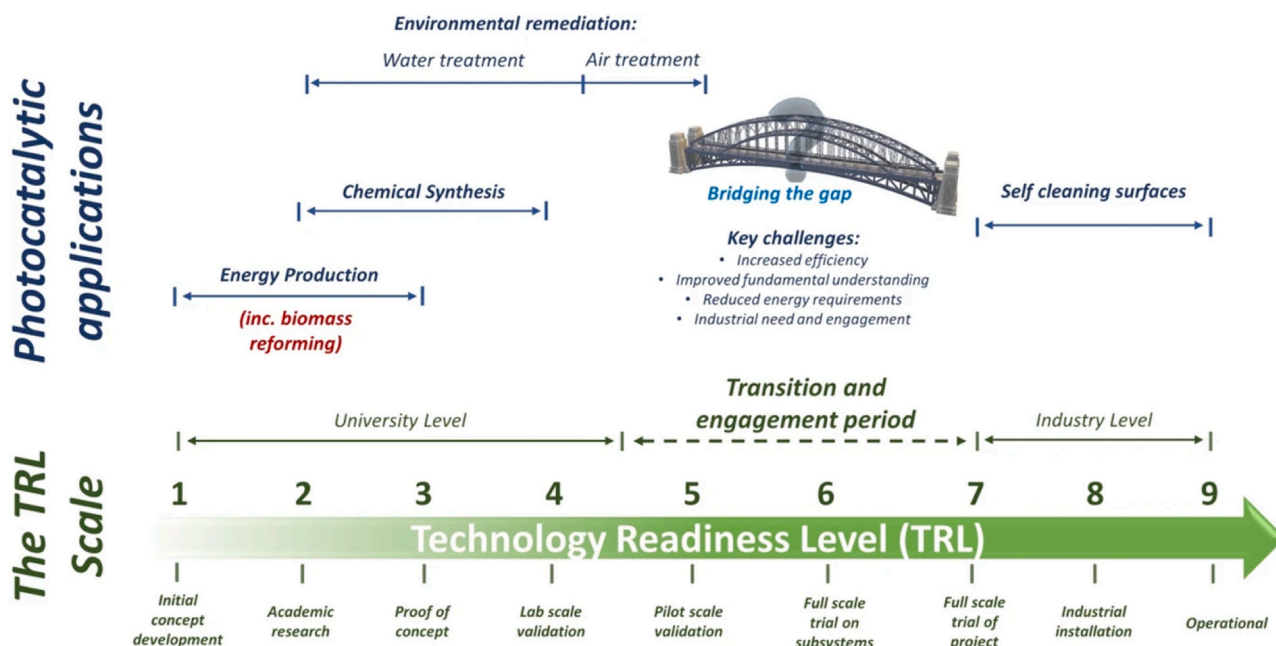 Photocatalytic
applications
Environmental remediation:
Water treatment
Air treatment
Chemical Synthesis
Energy Production
(inc. biomass
reforming)
?
Bridging the gap
Key challenges:
• Increased efficiency
• Improved fundamental understanding
• Reduced energy requirements
• Industrial need and engagement
Self cleaning surfaces
The TRL
Scale
University Level
Transition and
engagement period
Industry Level
1 2 3 4 5 6 7 8 9
Technology Readiness Level (TRL)
Initial
concept
development
Academic
research
Proof of
concept
Lab scale
validation
Pilot scale
validation
Full scale
trial on
subsystems
Full scale
trial of
project
Industrial
installation
Operational